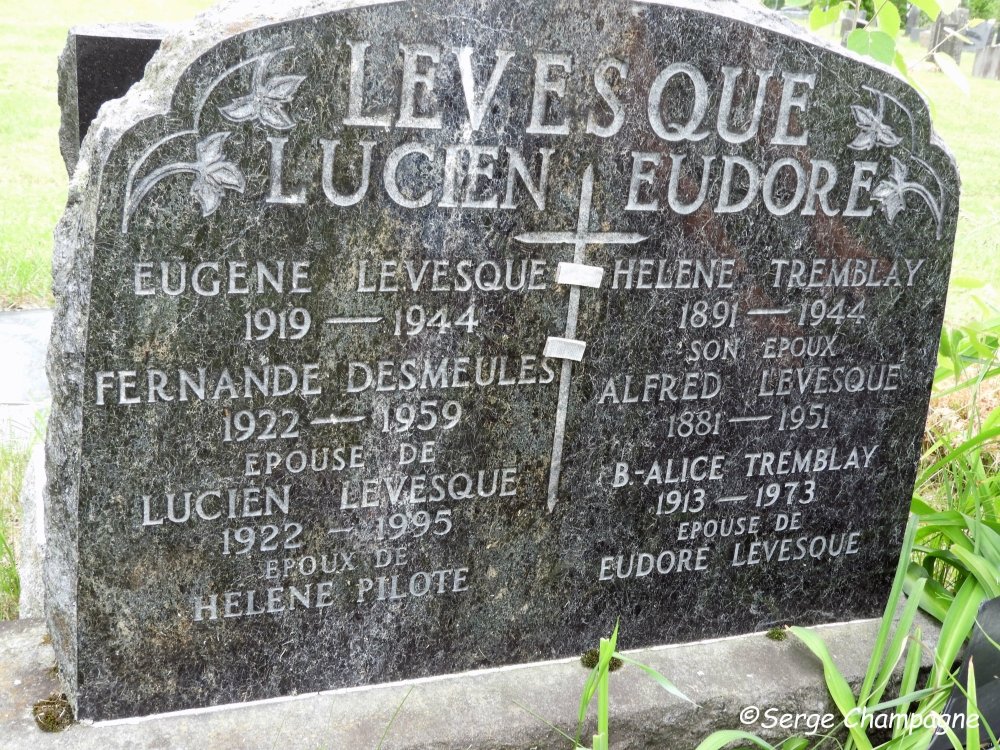 LEVESQUE
LUCIEN EUDORE
EUGENE LEVESQUE
1919 — 1944
FERNANDE DESMEULES
1922 — 1959
EPOUSE DE
LUCIEN LEVESQUE
1922 - 1995
EPOUX DE
HELENE PILOTE
HELENE TREMBLAY
1891 — 1944
SON EPOUX
ALFRED LEVESQUE
1881 — 1951
B-ALICE TREMBLAY
1913 — 1973
EPOUSE DE
EUDORE LEVESQUE
©Serge Champagne